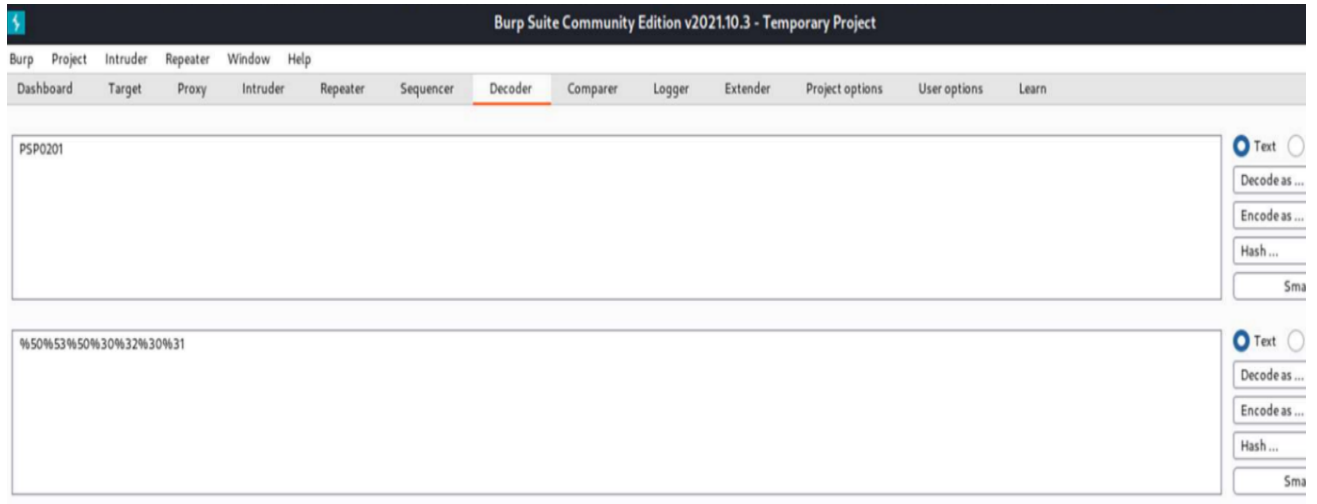 Burp Suite Community Edition v2021.10.3 - Temporary Project
Burp Project Intruder Repeater Window Help
Dashboard Target Proxy Intruder Repeater Sequencer Decoder Comparer Logger Extender Project options User options Learn
PSP0201
Text
Decode as ...
Encode as ...
Hash ...
Sma
%50%53%50%30%32%30%31
Text
Decode as ...
Encode as ...
Hash ...
Sma